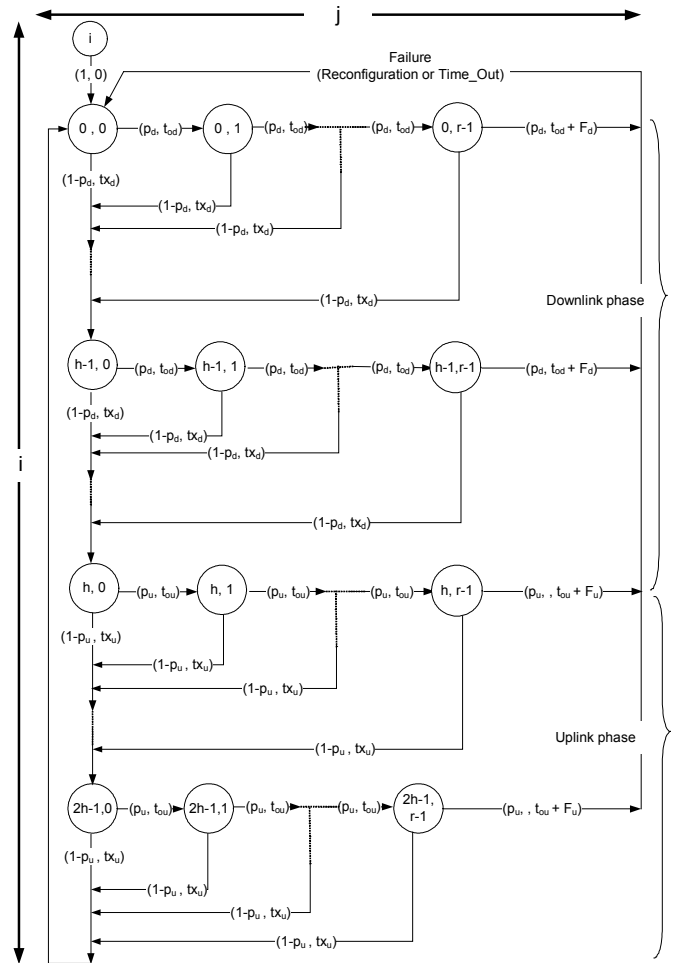 j
i
(1, 0)
Failure
(Reconfiguration or Time_Out)
0 , 0
(p_d, t_od)
0 , 1
(p_d, t_od)
(p_d, t_od)
0, r-1
(p_d, t_od + F_d)
(1-p_d, tx_d)
(1-p_d, tx_d)
(1-p_d, tx_d)
(1-p_d, tx_d)
Downlink phase
h-1, 0
(p_d, t_od)
h-1, 1
(p_d, t_od)
(p_d, t_od)
h-1,r-1
(p_d, t_od + F_d)
(1-p_d, tx_d)
(1-p_d, tx_d)
(1-p_d, tx_d)
i
(1-p_d, tx_d)
h, 0
(p_u, t_ou)
h, 1
(p_u, t_ou)
(p_u, t_ou)
h, r-1
(p_u, , t_ou + F_u)
(1-p_u , tx_u)
(1-p_u , tx_u)
(1-p_u , tx_u)
(1-p_u , tx_u)
Uplink phase
2h-1,0
(p_u, t_ou)
2h-1,1
(p_u, t_ou)
(p_u, t_ou)
2h-1,
r-1
(p_u, , t_ou + F_u)
(1-p_u , tx_u)
(1-p_u , tx_u)
(1-p_u , tx_u)
(1-p_u , tx_u)